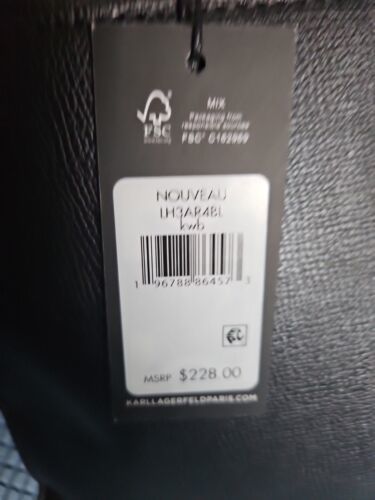 FSC
MIX
Packaging from
responsible sources
FSC® C162959
NOUVEAU
LH3AR4BL
kwb
1 96788 86457 3
MSRP $228.00
KARLLAGERFELDPARIS.COM